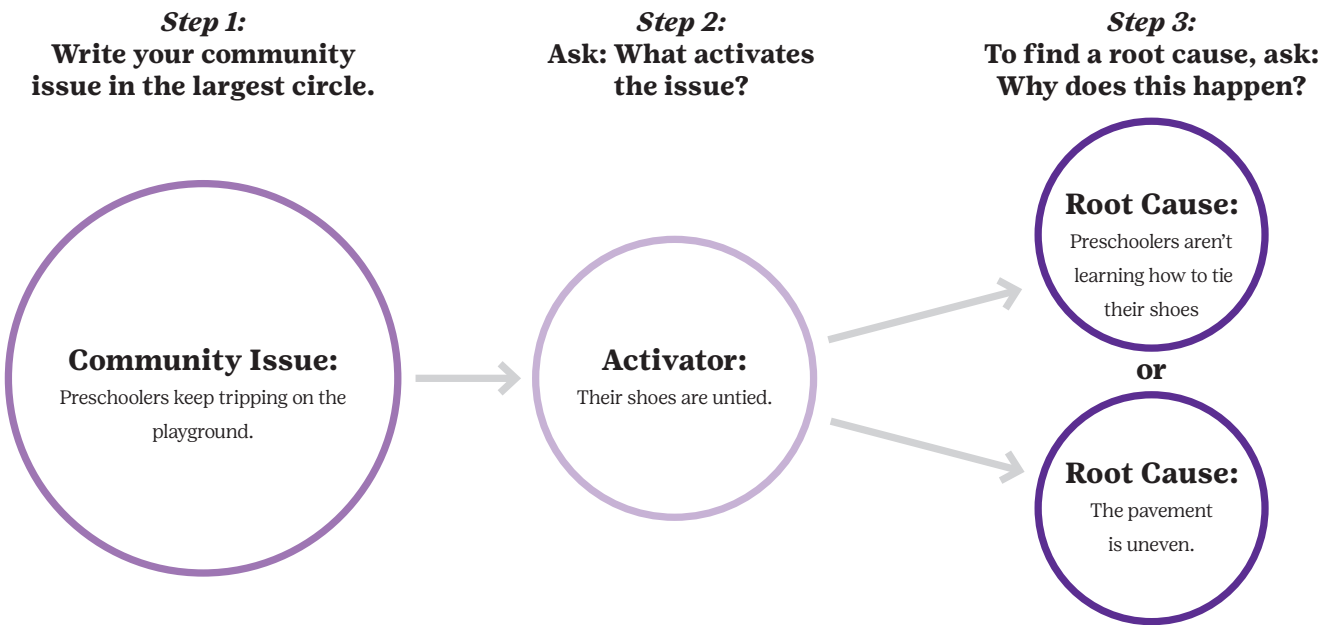 Step 1:
Write your community
issue in the largest circle.
Community Issue:
Preschoolers keep tripping on the
playground.
Step 2:
Ask: What activates
the issue?
Activator:
Their shoes are untied.
Step 3:
To find a root cause, ask:
Why does this happen?
Root Cause:
Preschoolers aren’t
learning how to tie
their shoes
or
Root Cause:
The pavement
is uneven.